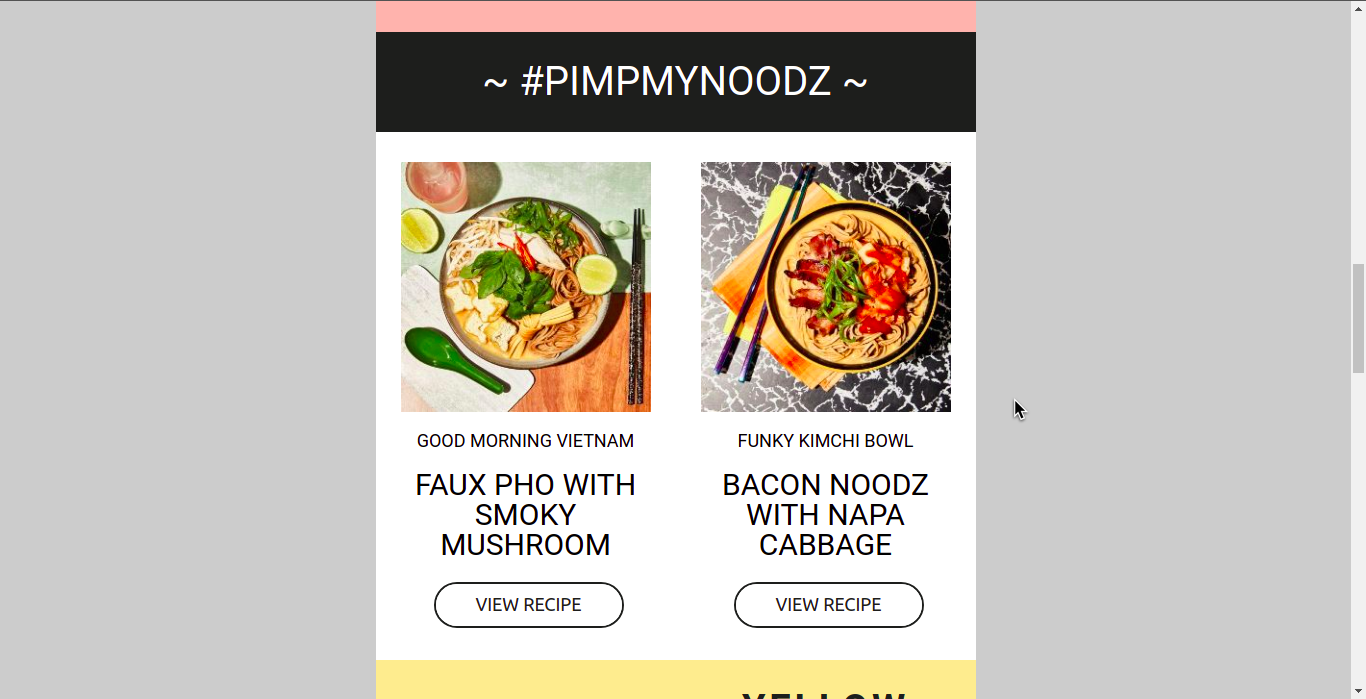 ~ #PIMPMYNOODZ ~
GOOD MORNING VIETNAM
FAUX PHO WITH
SMOKY
MUSHROOM
VIEW RECIPE
FUNKY KIMCHI BOWL
BACON NOODZ
WITH NAPA
CABBAGE
VIEW RECIPE
YELLOW